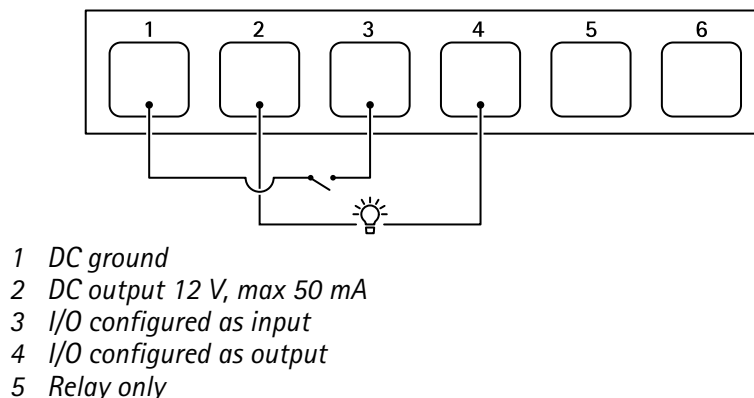 1 2 3 4 5 6
1 DC ground
2 DC output 12 V, max 50 mA
3 I/O configured as input
4 I/O configured as output
5 Relay only